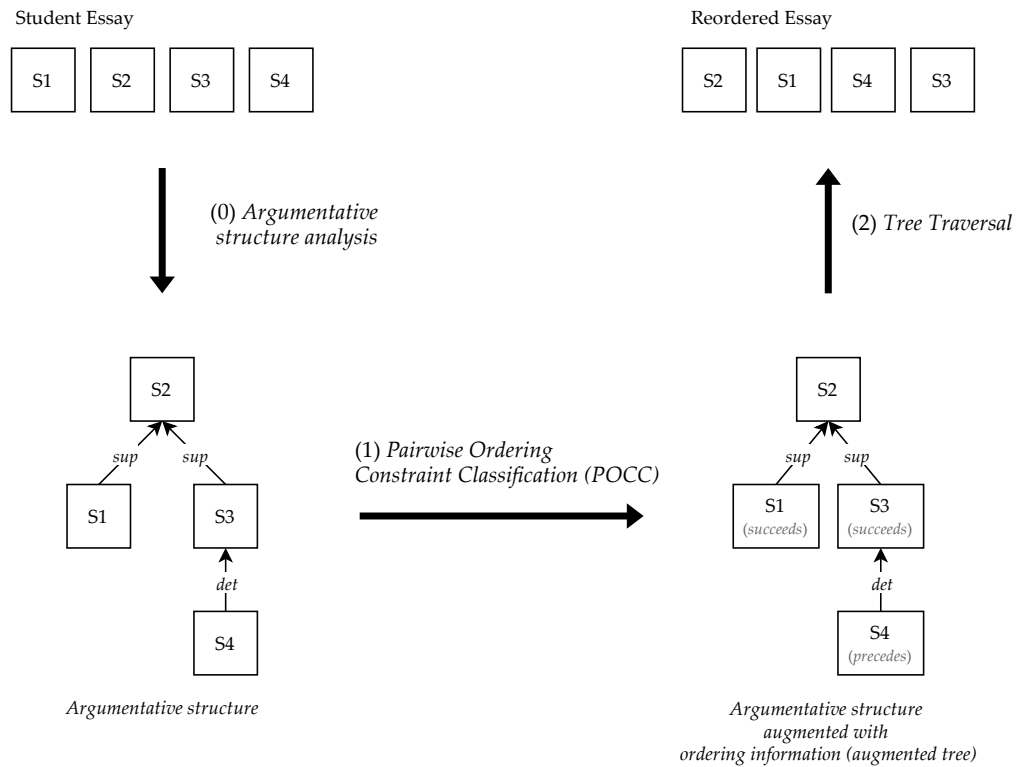 Student Essay
S1 S2 S3 S4
Reordered Essay
S2 S1 S4 S3
(0) Argumentative
structure analysis
(2) Tree Traversal
S2
sup sup
S1 S3
det
S4
Argumentative structure
(1) Pairwise Ordering
Constraint Classification (POCC)
S2
sup sup
S1 S3
(succeeds) (succeeds)
det
S4
(precedes)
Argumentative structure
augmented with
ordering information (augmented tree)